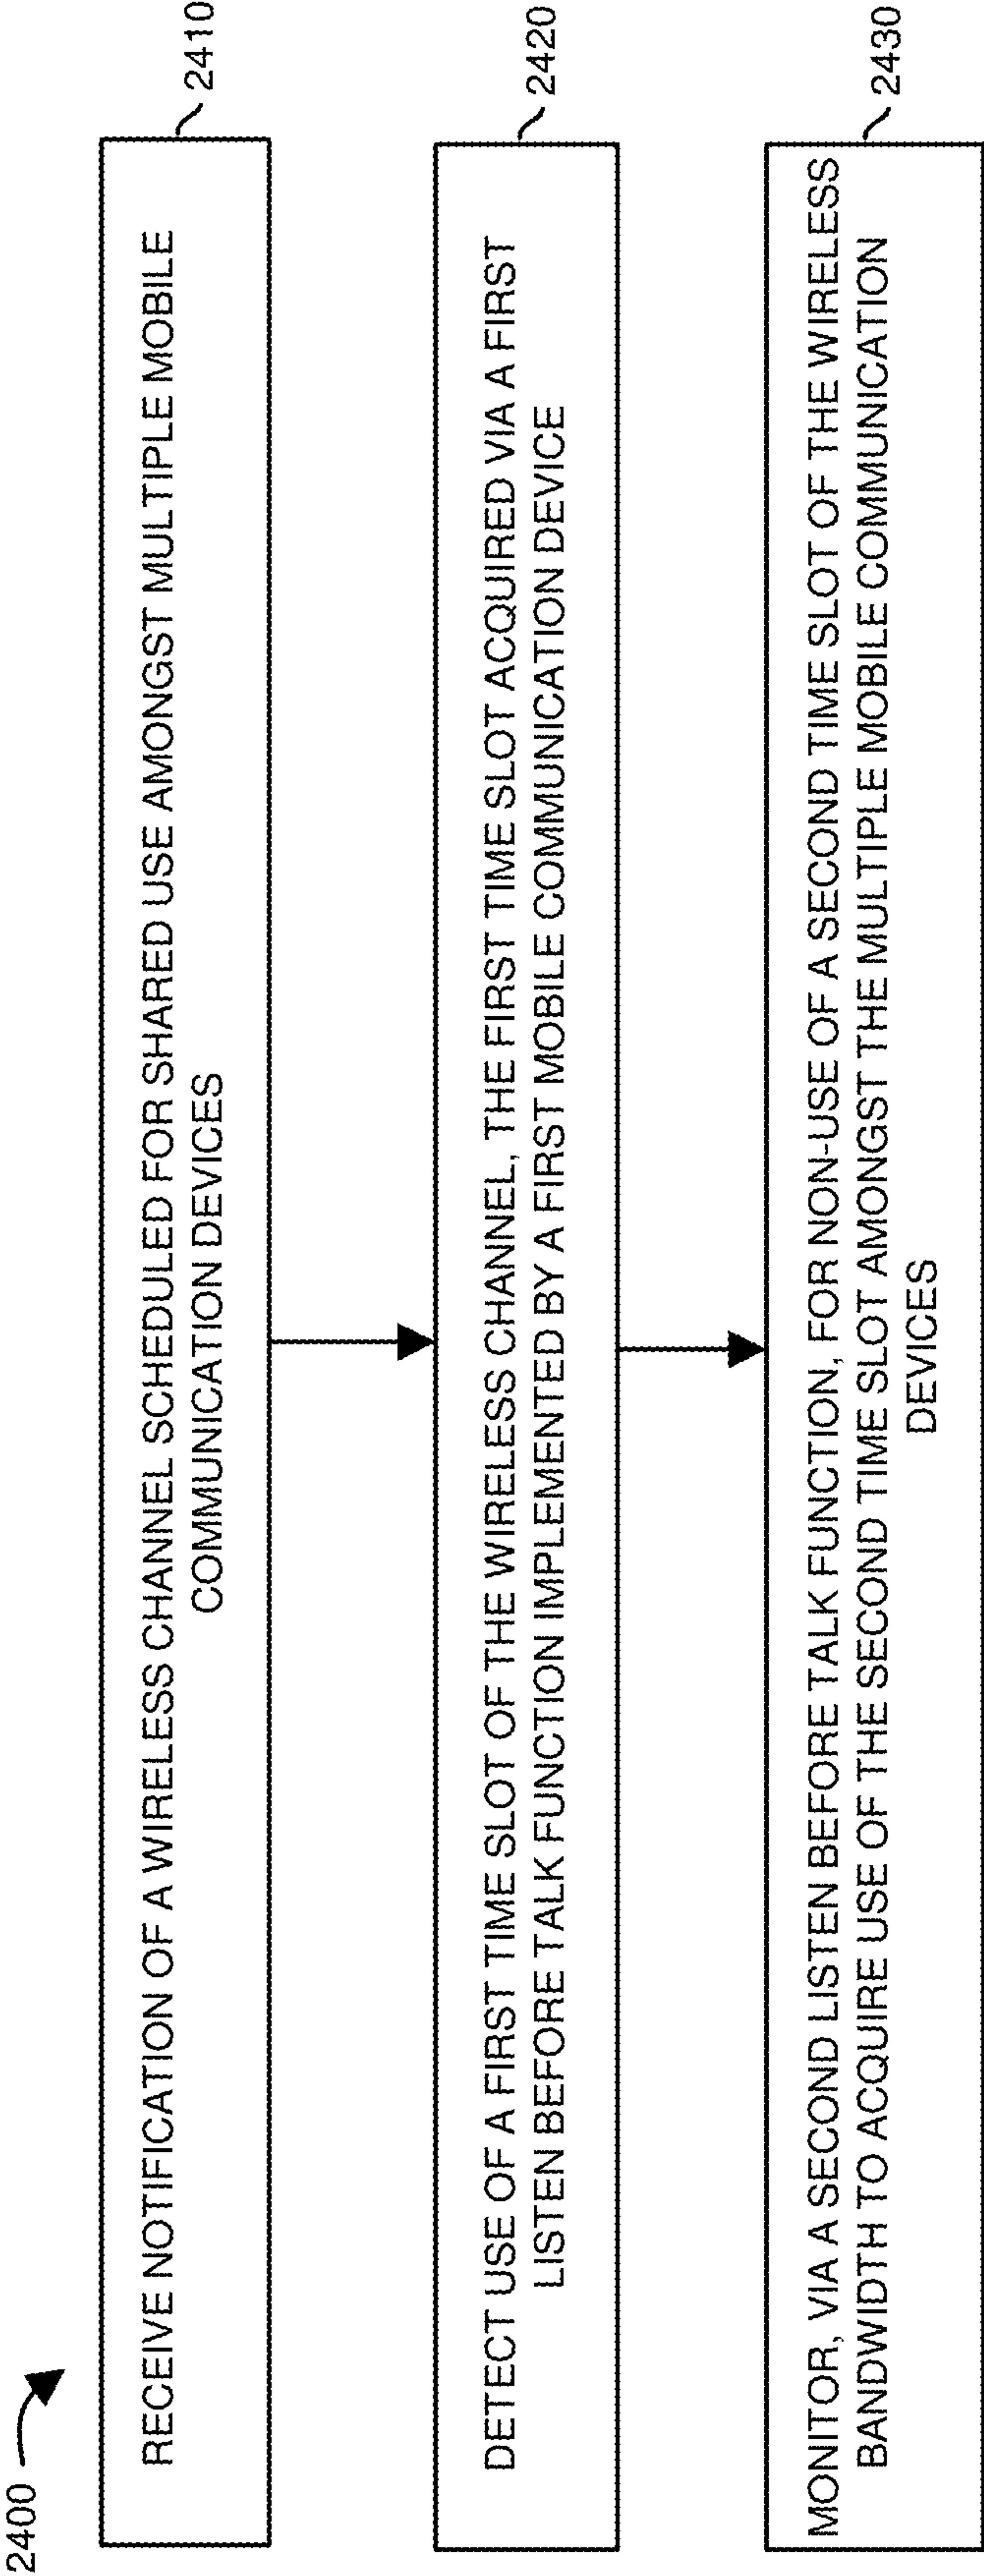 2400
RECEIVE NOTIFICATION OF A WIRELESS CHANNEL SCHEDULED FOR SHARED USE AMONGST MULTIPLE MOBILE
COMMUNICATION DEVICES
2410
DETECT USE OF A FIRST TIME SLOT OF THE WIRELESS CHANNEL, THE FIRST TIME SLOT ACQUIRED VIA A FIRST
LISTEN BEFORE TALK FUNCTION IMPLEMENTED BY A FIRST MOBILE COMMUNICATION DEVICE
2420
MONITOR, VIA A SECOND LISTEN BEFORE TALK FUNCTION, FOR NON-USE OF A SECOND TIME SLOT OF THE WIRELESS
BANDWIDTH TO ACQUIRE USE OF THE SECOND TIME SLOT AMONGST THE MULTIPLE MOBILE COMMUNICATION
DEVICES
2430